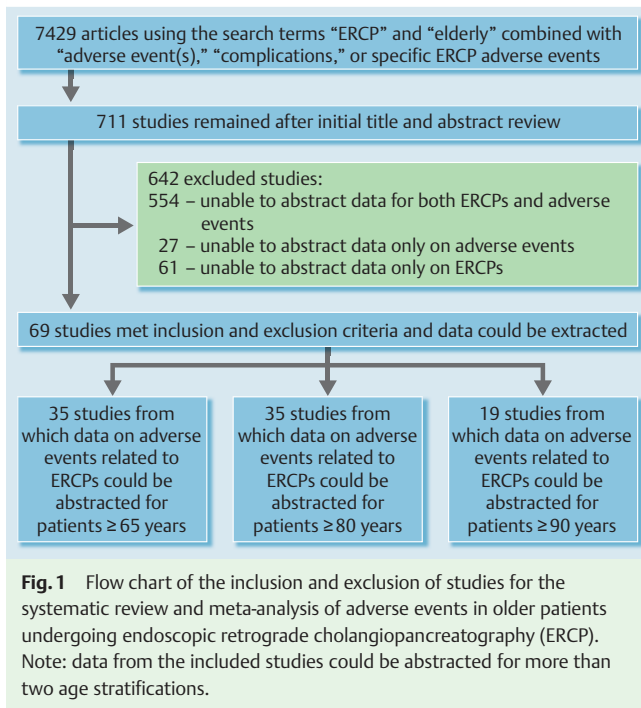 7429 articles using the search terms “ERCP” and “elderly” combined with
“adverse event(s),” “complications,” or specific ERCP adverse events
711 studies remained after initial title and abstract review
642 excluded studies:
554 – unable to abstract data for both ERCPs and adverse
events
27 – unable to abstract data only on adverse events
61 – unable to abstract data only on ERCPs
69 studies met inclusion and exclusion criteria and data could be extracted
35 studies from
which data on adverse
events related to
ERCPs could be
abstracted for
patients ≥65 years
35 studies from
which data on adverse
events related to
ERCPs could be
abstracted for
patients ≥80 years
19 studies from
which data on adverse
events related to
ERCPs could be
abstracted for
patients ≥90 years
Fig. 1 Flow chart of the inclusion and exclusion of studies for the
systematic review and meta-analysis of adverse events in older patients
undergoing endoscopic retrograde cholangiopancreatography (ERCP).
Note: data from the included studies could be abstracted for more than
two age stratifications.